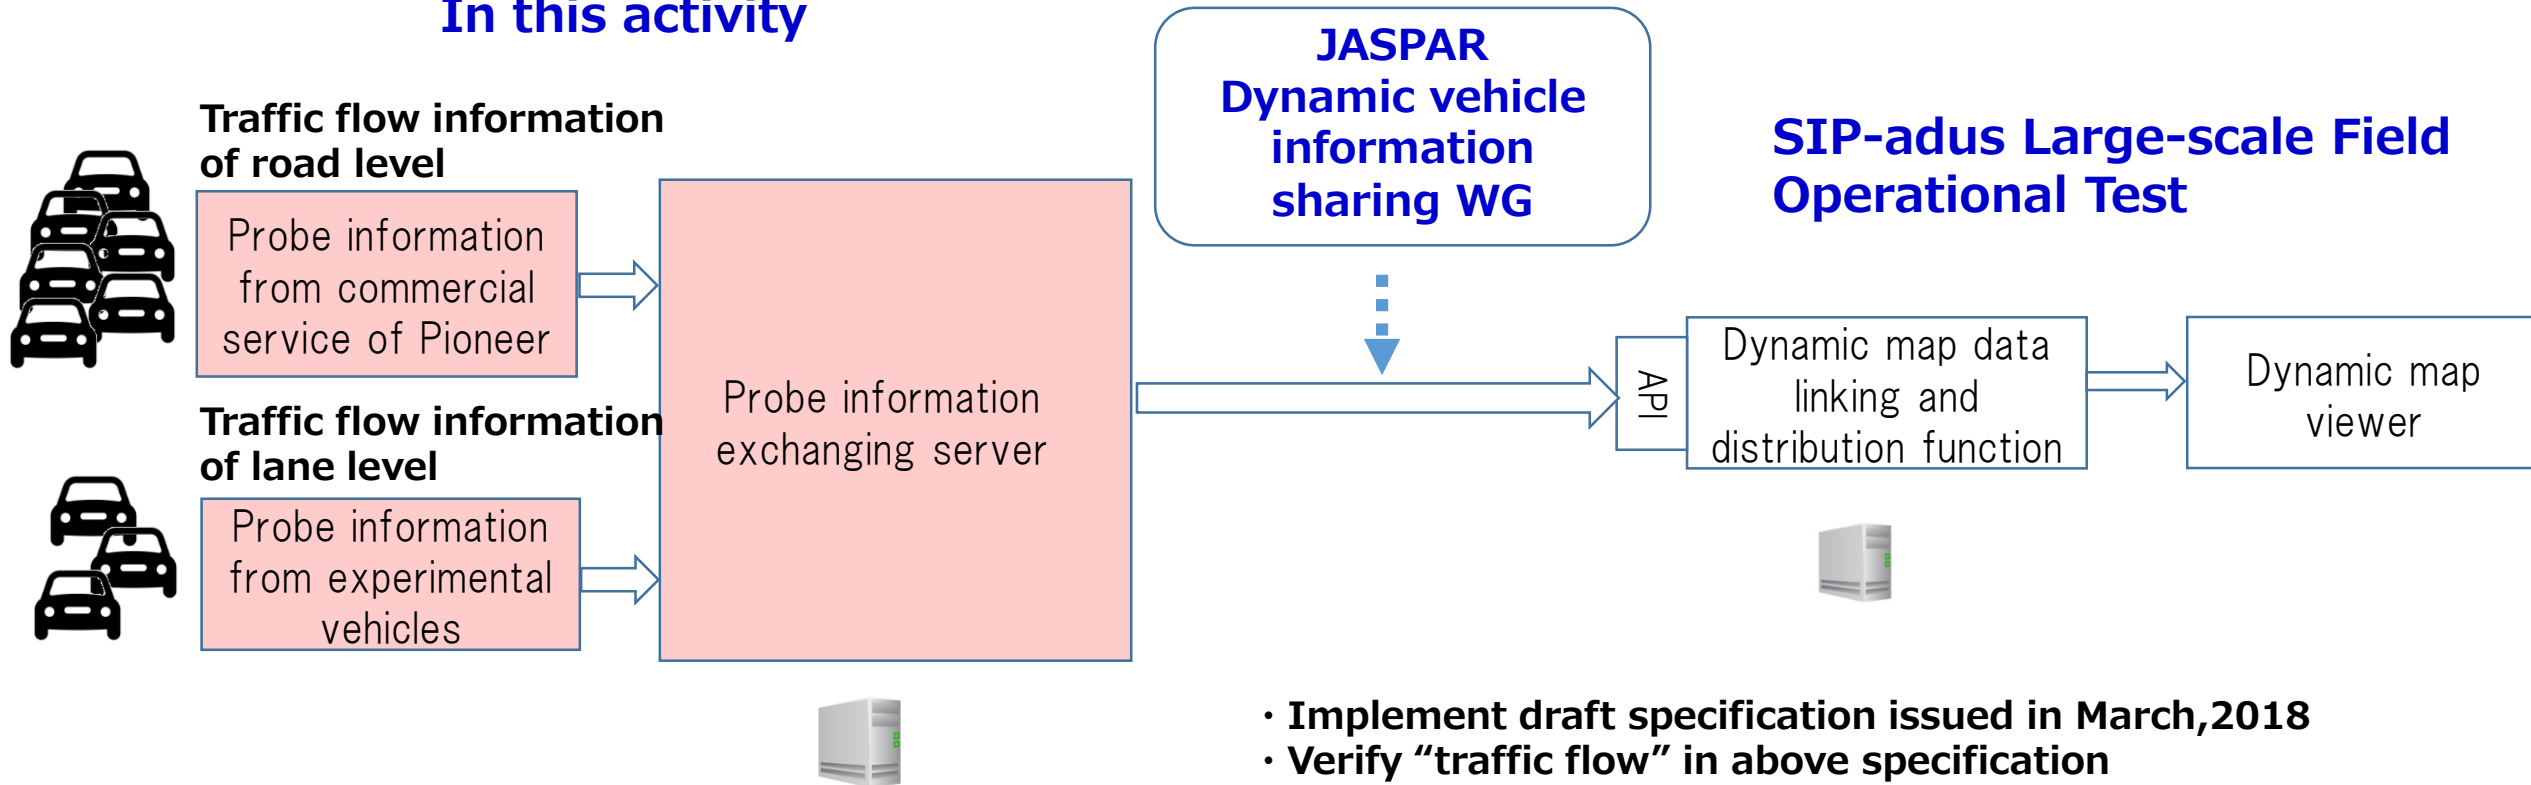 In this activity
JASPAR
Dynamic vehicle
information
sharing WG
SIP-adus Large-scale Field
Operational Test
Traffic flow information
of road level
Probe information
from commercial
service of Pioneer
Traffic flow information
of lane level
Probe information
from experimental
vehicles
Probe information
exchanging server
API
Dynamic map data
linking and
distribution function
Dynamic map
viewer
・Implement draft specification issued in March,2018
・Verify “traffic flow” in above specification